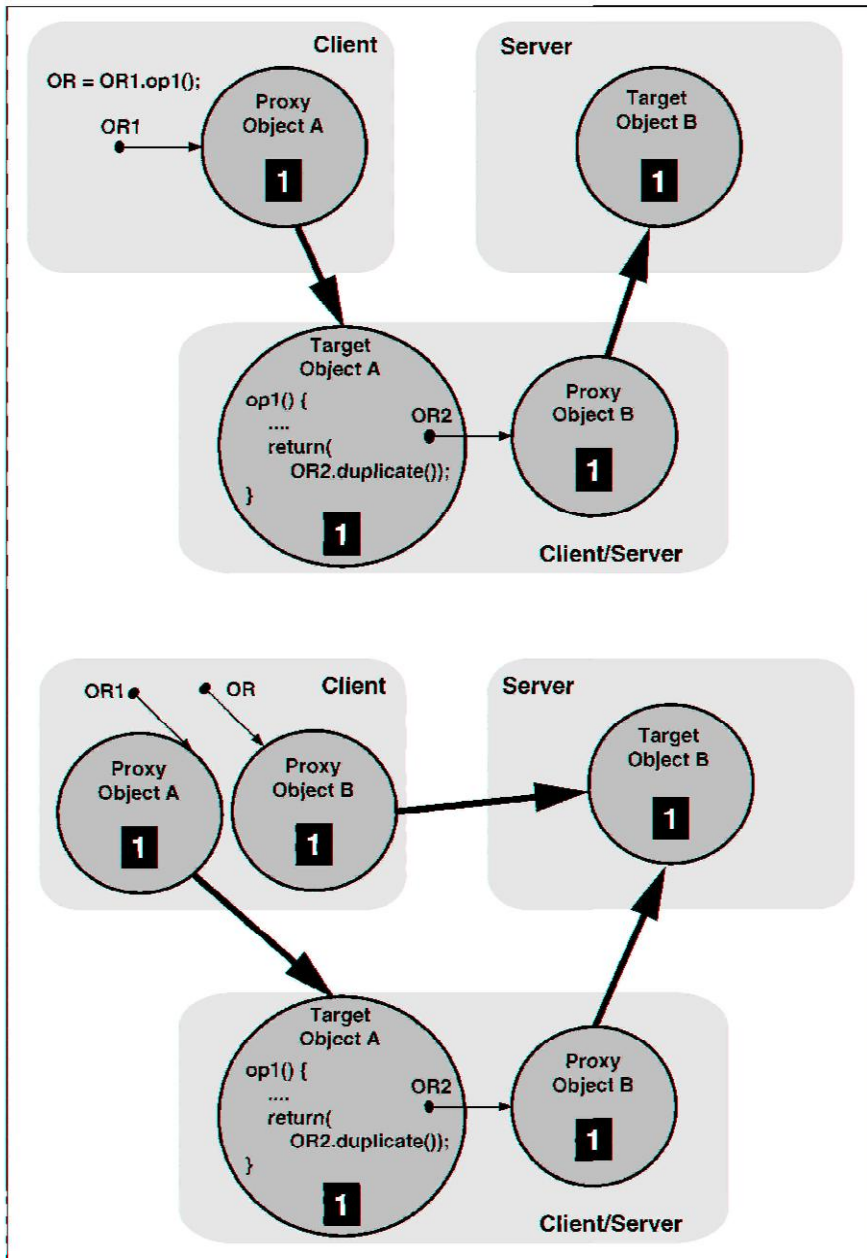 Client
OR = OR1.op1();
OR1
Proxy
Object A
1
Server
Target
Object B
1
Target
Object A
op1() {
....
return(
OR2.duplicate());
}
1
OR2
Proxy
Object B
1
Client/Server
OR1
OR
Client
Proxy
Object A
1
Proxy
Object B
1
Server
Target
Object B
1
Target
Object A
op1() {
....
return(
OR2.duplicate());
}
1
OR2
Proxy
Object B
1
Client/Server